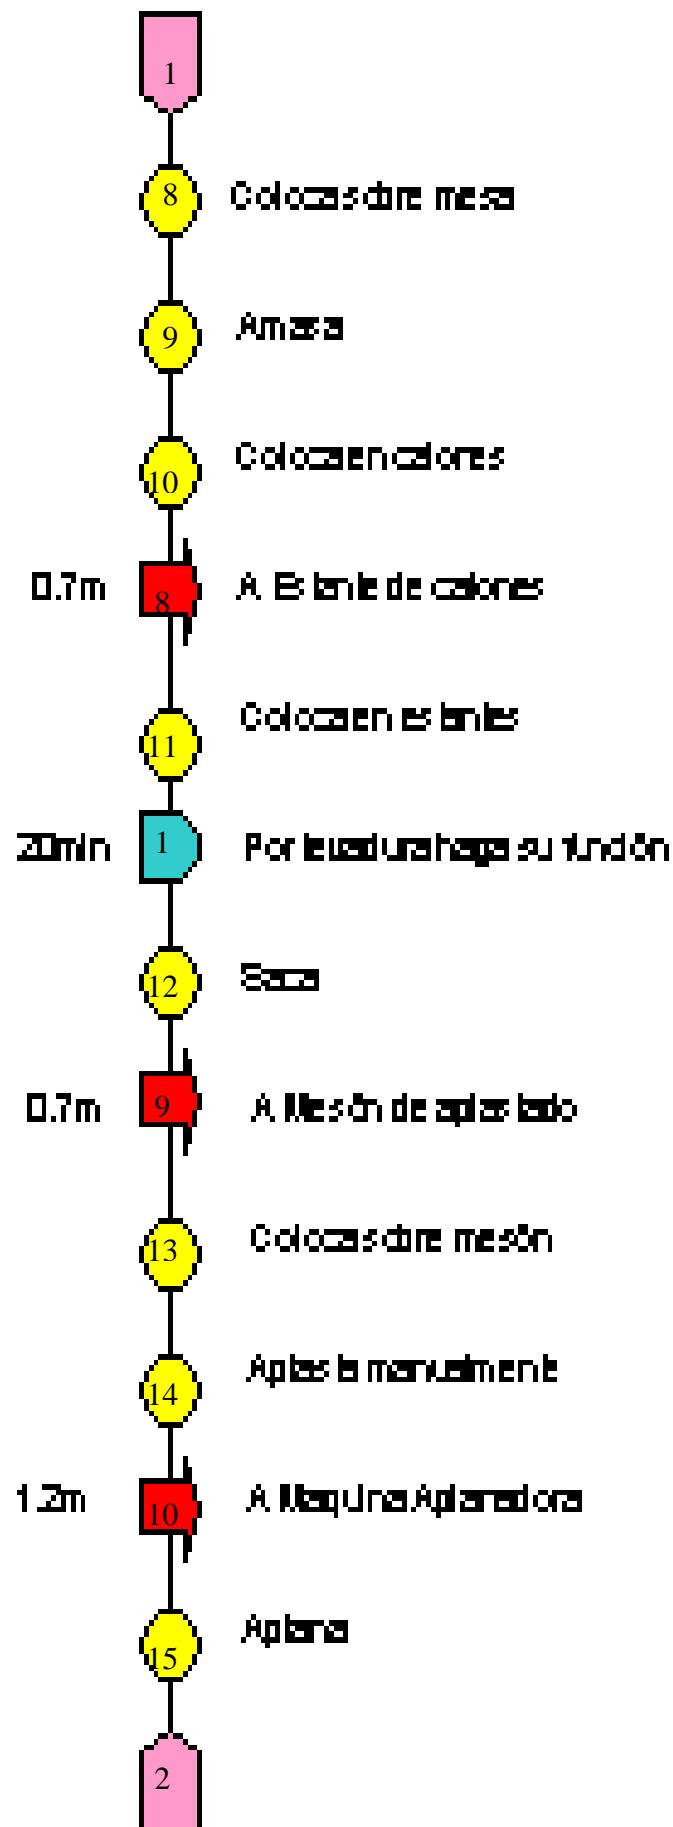 1
8 Coloca sobre mesa
9 Amasa
10 Coloca en cajones
0.7m 8 A Estante de cajones
11 Coloca en estantes
20min 1 Por levadura haga su función
12 Saca
0.7m 9 A Mesón de aplastado
13 Coloca sobre mesón
14 Aplasta manualmente
1.2m 10 A Maquina Aplanadora
15 Aplana
2